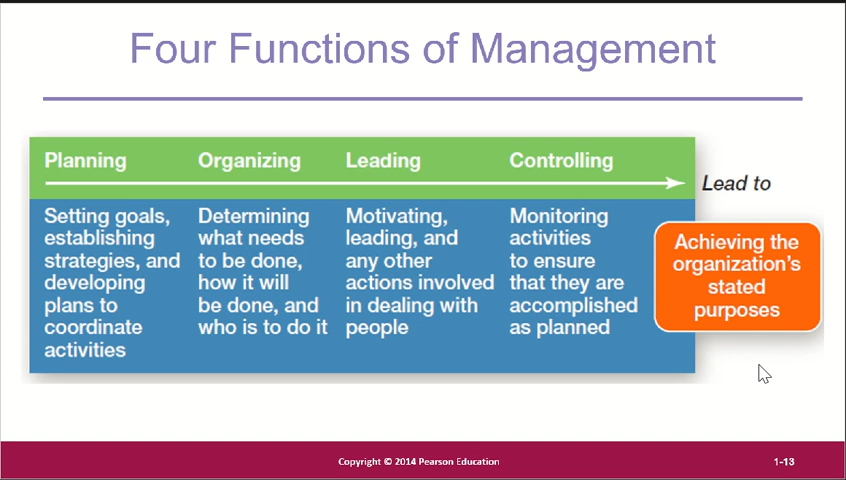 Four Functions of Management
Planning
Organizing
Leading
Controlling
Lead to
Setting goals,
establishing
strategies, and
developing
plans to
coordinate
activities
Determining
what needs
to be done,
how it will
be done, and
who is to do it
Motivating,
leading, and
any other
actions involved
in dealing with
people
Monitoring
activities
to ensure
that they are
accomplished
as planned
Achieving the
organization's
stated
purposes
Copyright © 2014 Pearson Education
1-13